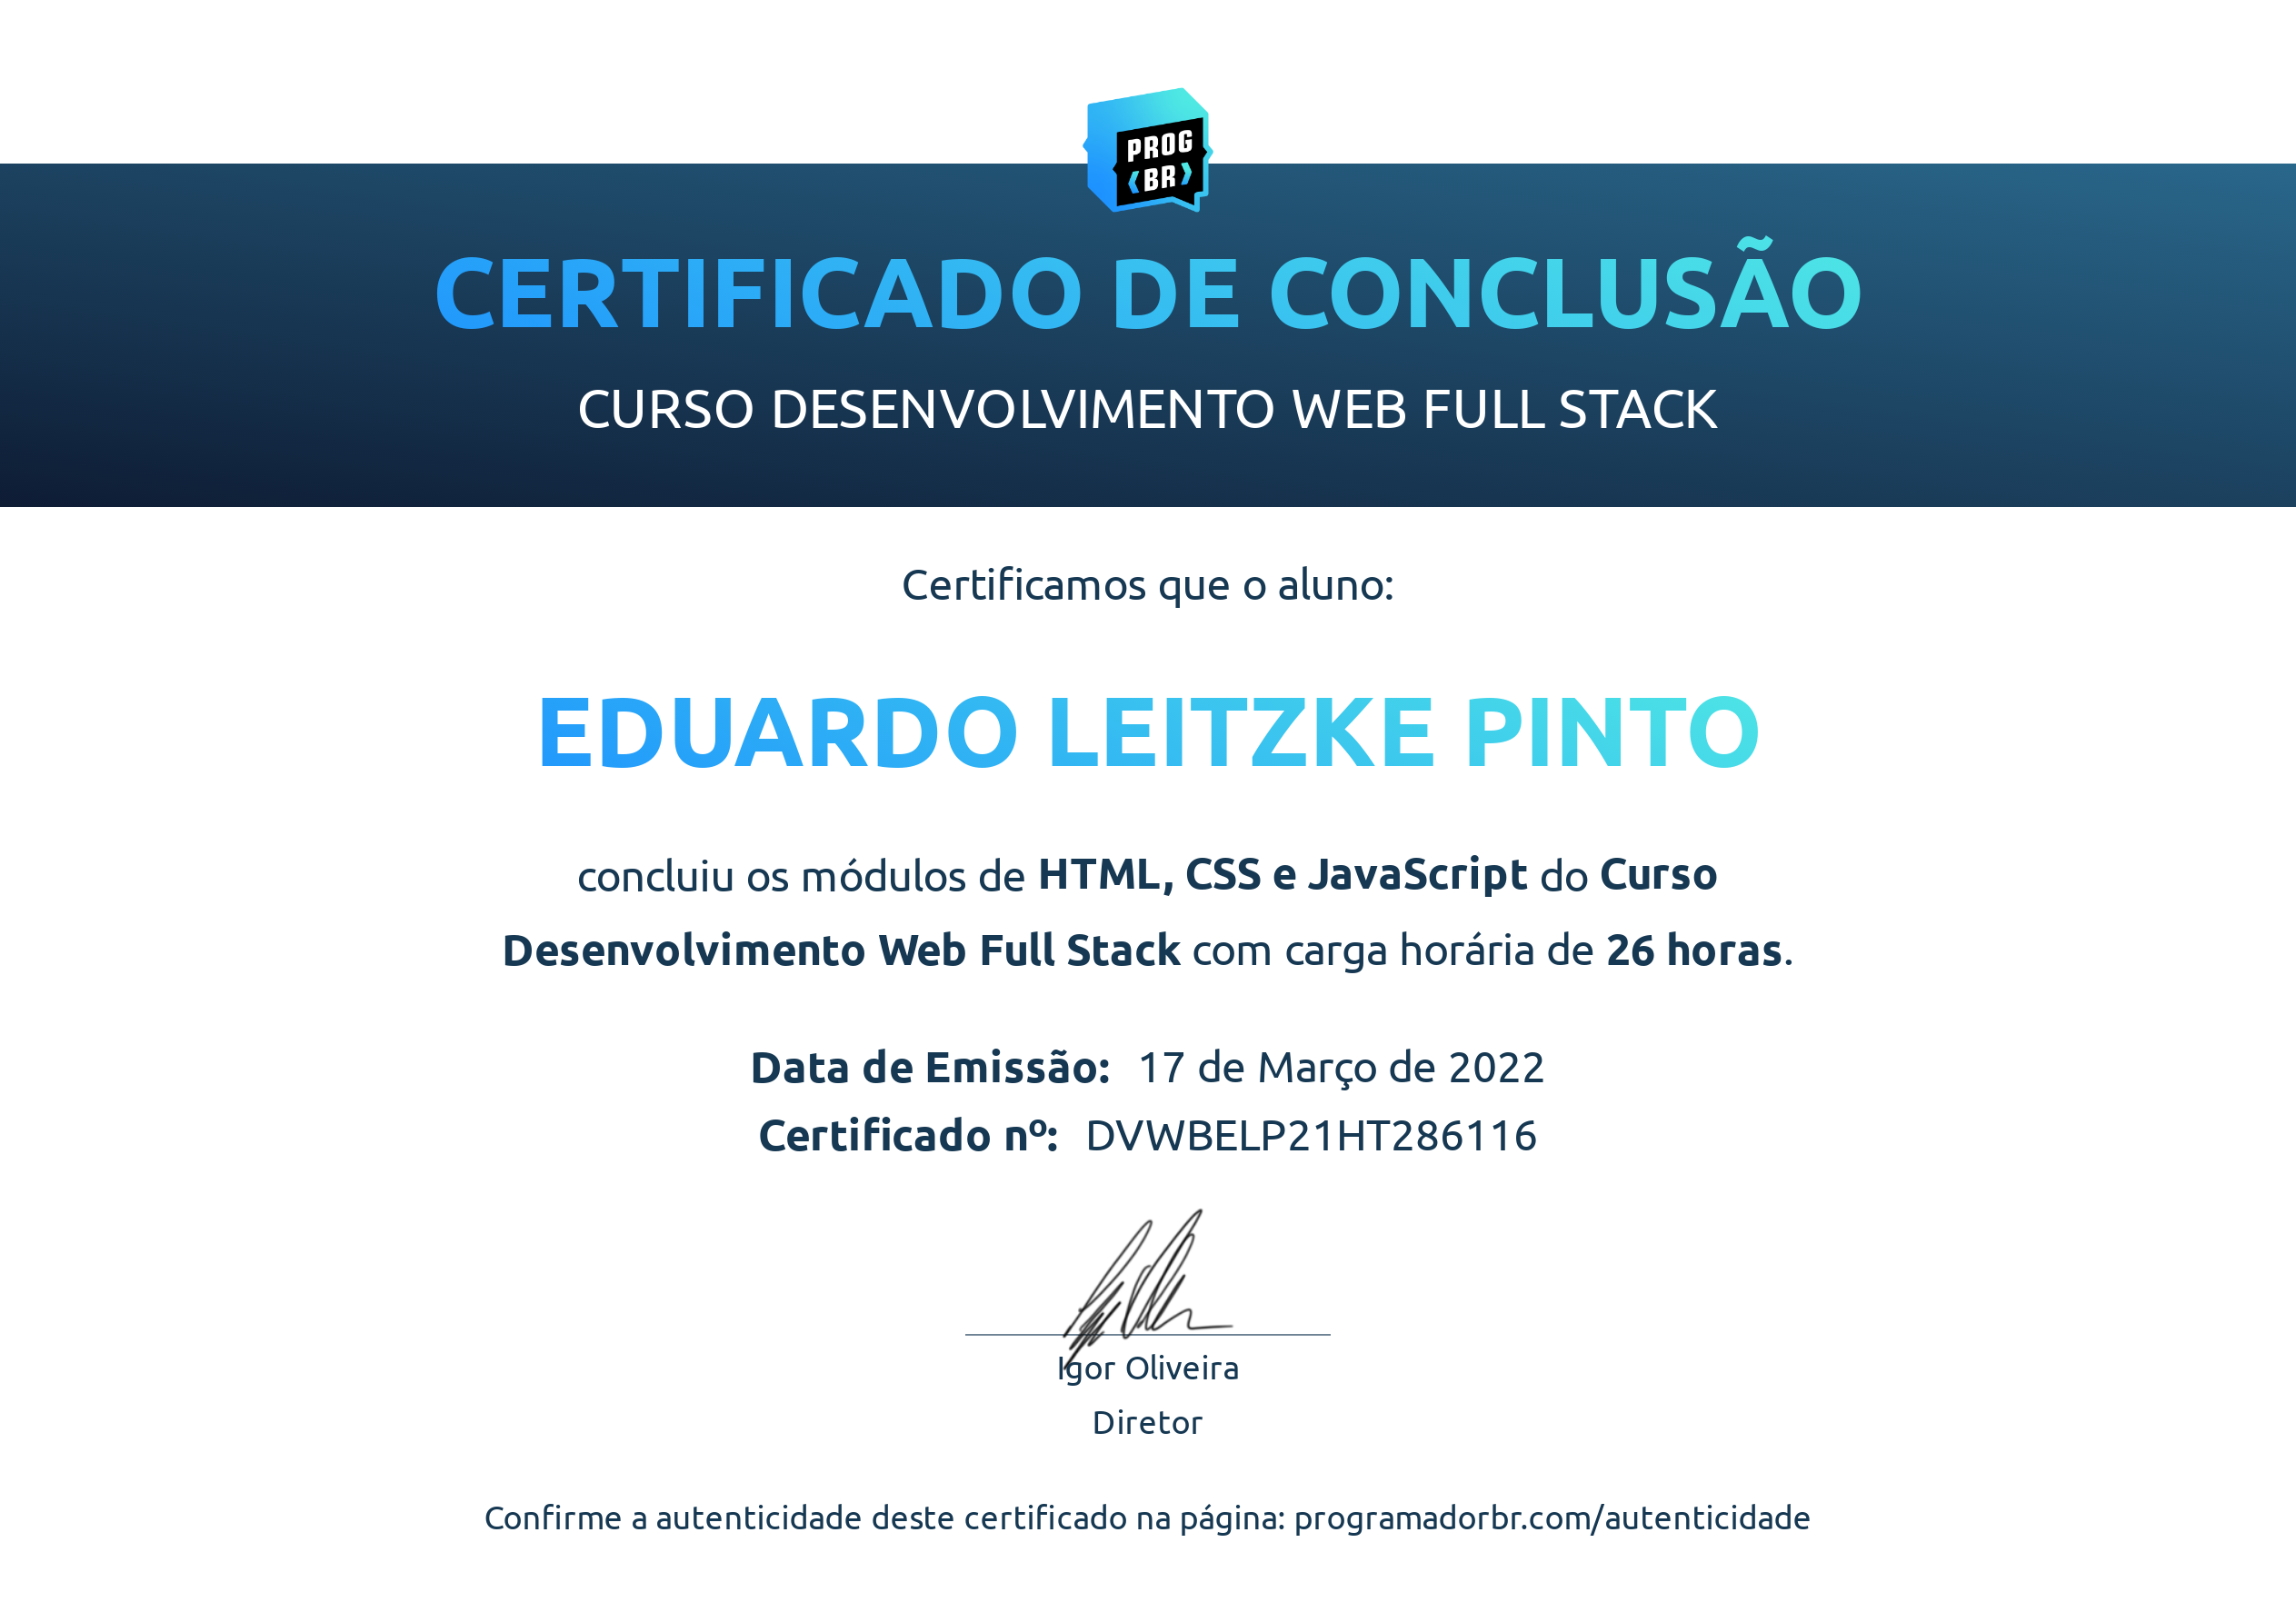 PROG
BR
CERTIFICADO DE CONCLUSÃO
CURSO DESENVOLVIMENTO WEB FULL STACK
Certificamos que o aluno:
EDUARDO LEITZKE PINTO
concluiu os módulos de HTML, CSS e JavaScript do Curso
Desenvolvimento Web Full Stack com carga horária de 26 horas.
Data de Emissão: 17 de Março de 2022
Certificado nº: DVWBELP21HT286116
Igor Oliveira
Diretor
Confirme a autenticidade deste certificado na página: programadorbr.com/autenticidade